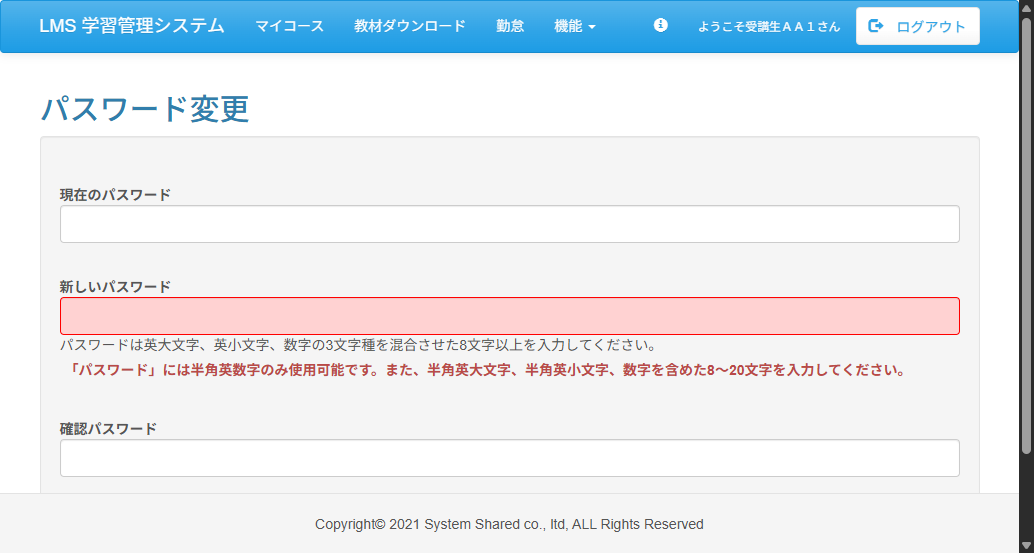 LMS 学習管理システム マイコース 教材ダウンロード 勤怠 機能 ようこそ受講生ＡＡ１さん ログアウト
パスワード変更
現在のパスワード
新しいパスワード
パスワードは英大文字、英小文字、数字の3文字種を混合させた8文字以上を入力してください。
「パスワード」には半角英数字のみ使用可能です。また、半角英大文字、半角英小文字、数字を含めた8～20文字を入力してください。
確認パスワード
Copyright© 2021 System Shared co., ltd, ALL Rights Reserved